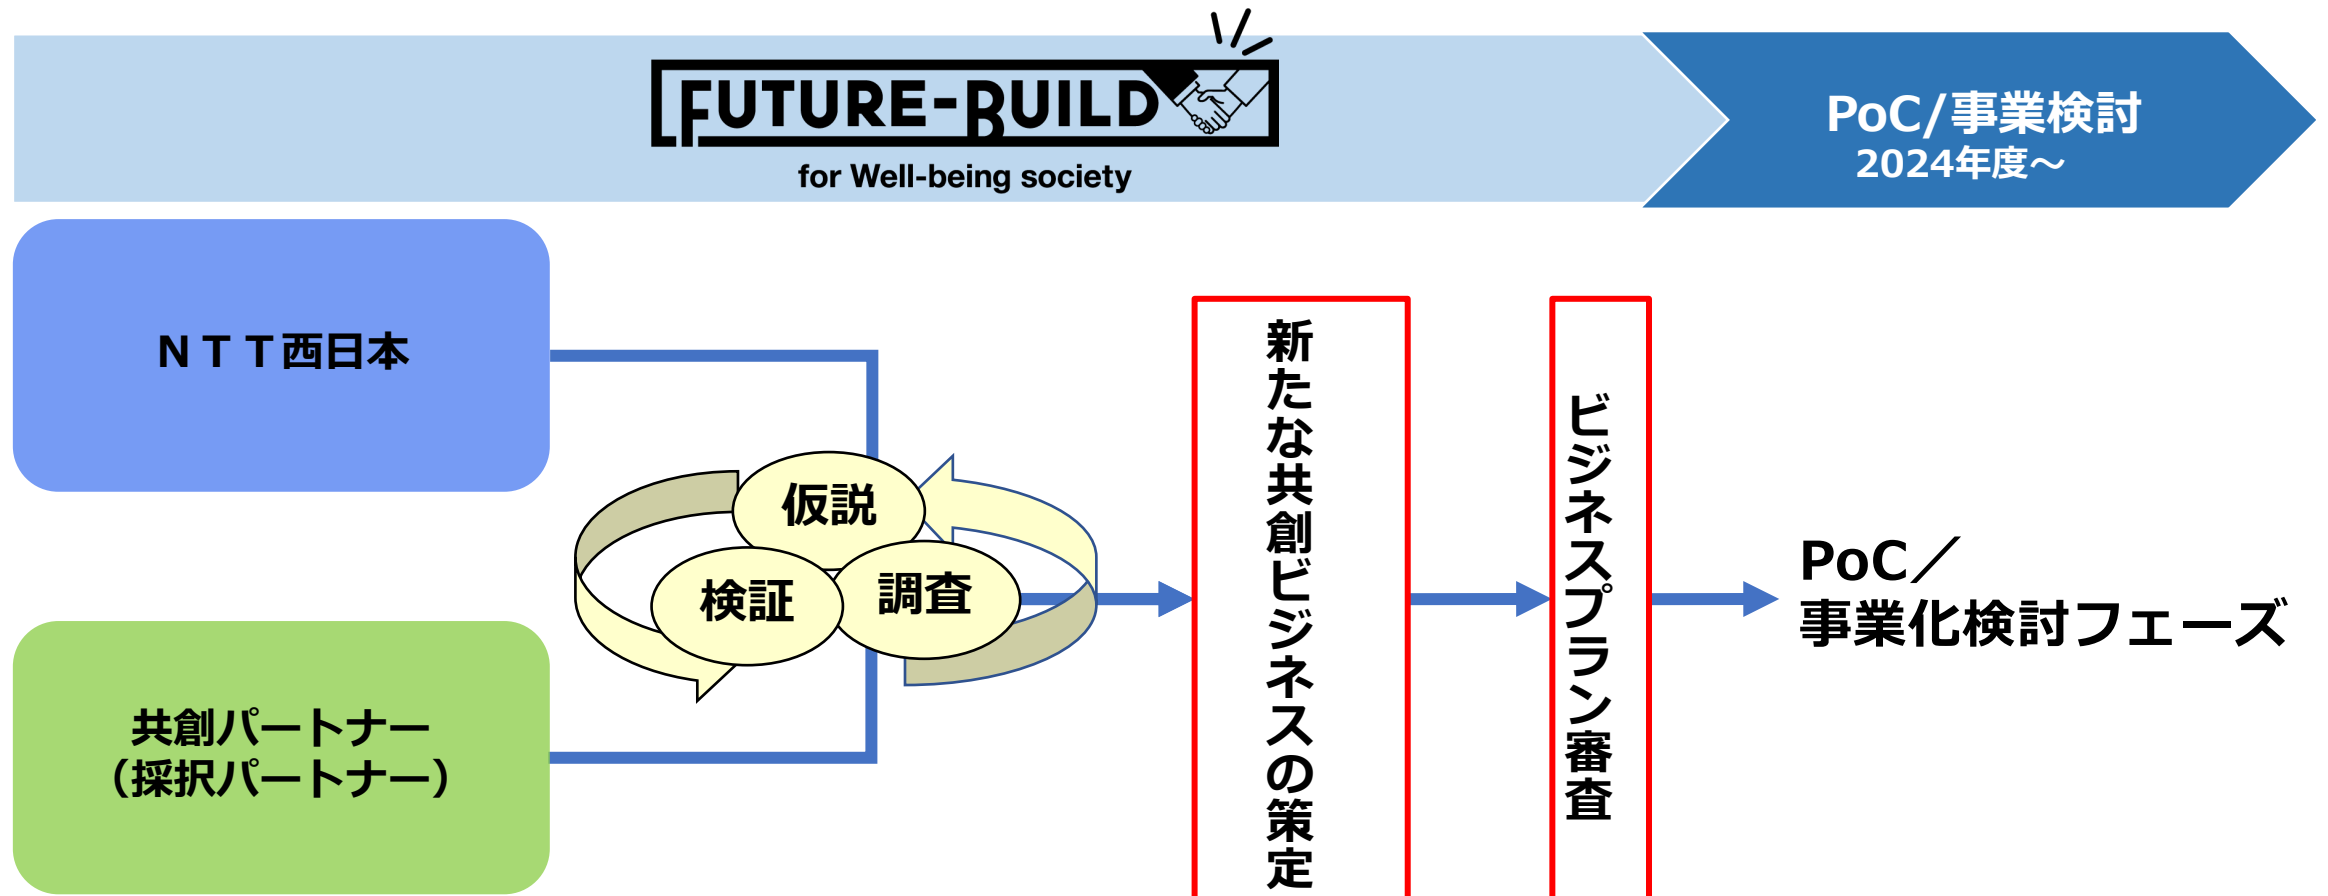 FUTURE-BUILD
for Well-being society
PoC/事業検討
2024年度～
ＮＴＴ西日本
仮説
検証
調査
共創パートナー
（採択パートナー）
新たな共創ビジネスの策定
ビジネスプラン審査
PoC／
事業化検討フェーズ